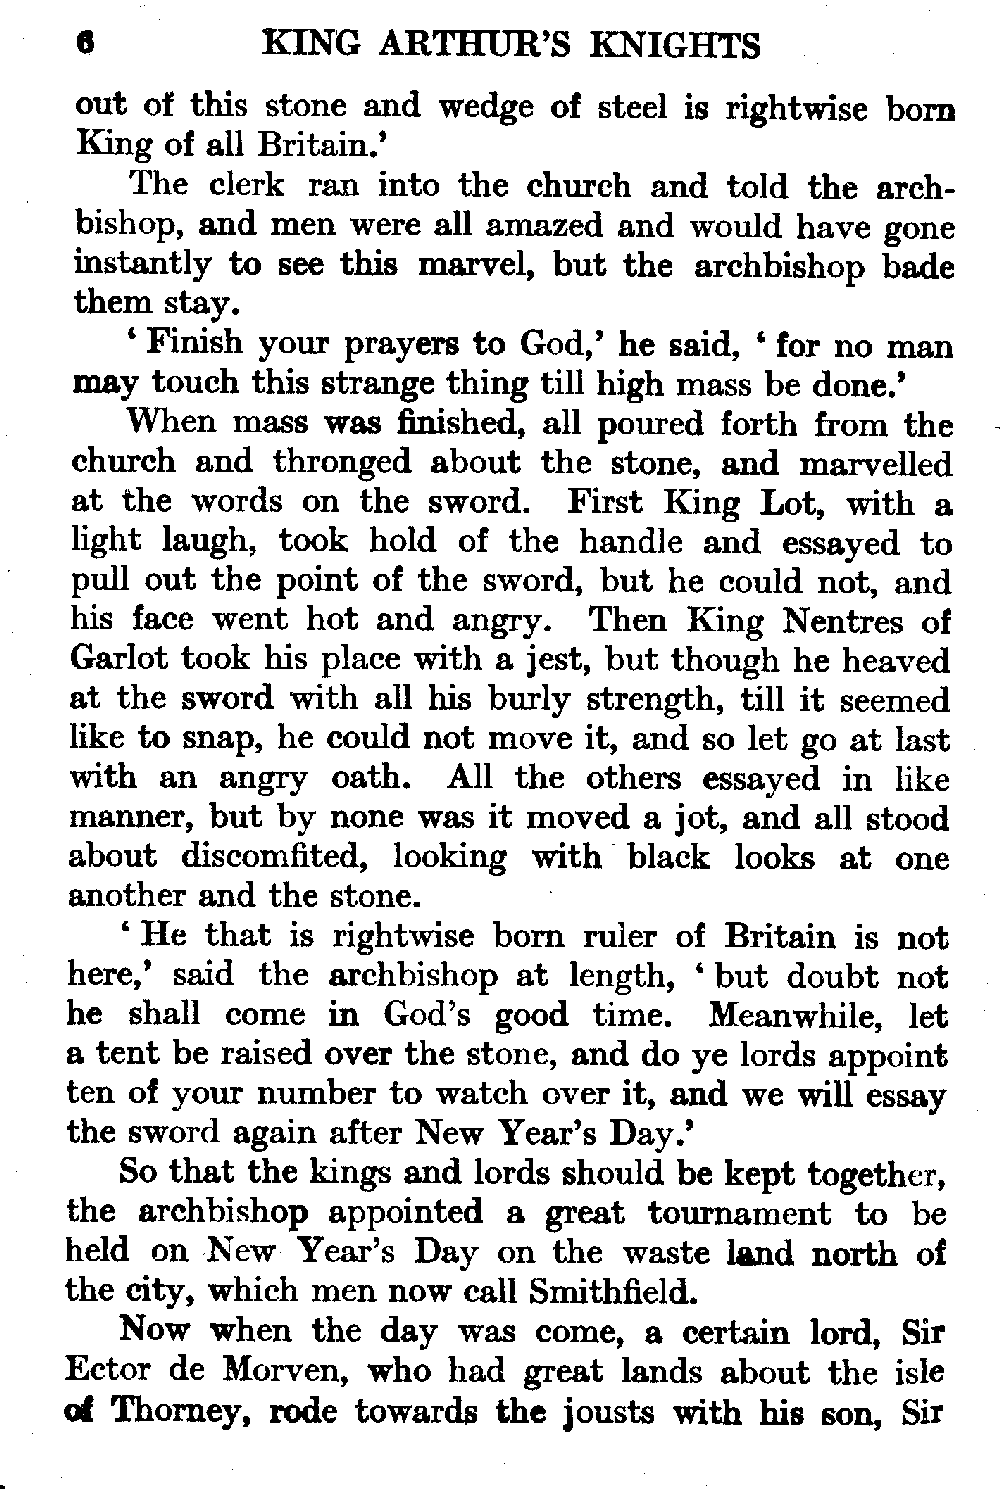 6 KING ARTHUR'S KNIGHTS
out of this stone and wedge of steel is rightwise born
King of all Britain.'
The clerk ran into the church and told the arch-
bishop, and men were all amazed and would have gone
instantly to see this marvel, but the archbishop bade
them stay.
' Finish your prayers to God,' he said, ' for no man
may touch this strange thing till high mass be done.'
When mass was finished, all poured forth from the
church and thronged about the stone, and marvelled
at the words on the sword. First King Lot, with a
light laugh, took hold of the handle and essayed to
pull out the point of the sword, but he could not, and
his face went hot and angry. Then King Nentres of
Garlot took his place with a jest, but though he heaved
at the sword with all his burly strength, till it seemed
like to snap, he could not move it, and so let go at last
with an angry oath. All the others essayed in like
manner, but by none was it moved a jot, and all stood
about discomfited, looking with black looks at one
another and the stone.
' He that is rightwise born ruler of Britain is not
here,' said the archbishop at length, ' but doubt not
he shall come in God's good time. Meanwhile, let
a tent be raised over the stone, and do ye lords appoint
ten of your number to watch over it, and we will essay
the sword again after New Year's Day.'
So that the kings and lords should be kept together,
the archbishop appointed a great tournament to be
held on New Year's Day on the waste land north of
the city, which men now call Smithfield.
Now when the day was come, a certain lord, Sir
Ector de Morven, who had great lands about the isle
of Thorney, rode towards the jousts with his son, Sir